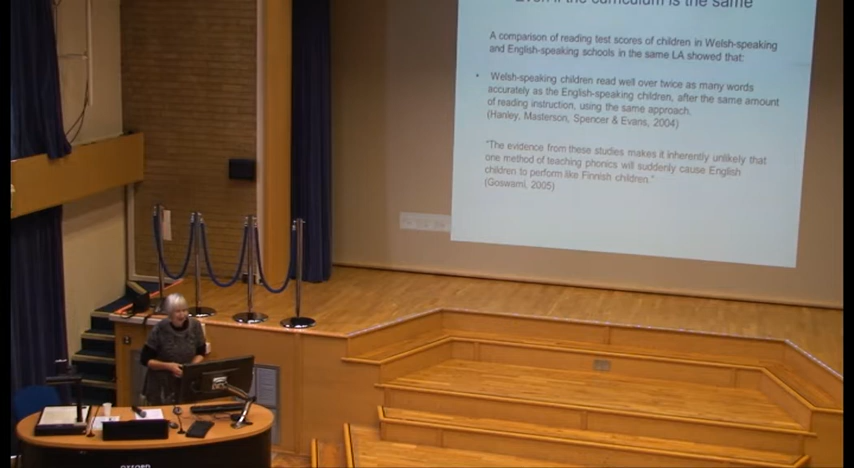 Even if the curriculum is the same
A comparison of reading test scores of children in Welsh-speaking
and English-speaking schools in the same LA showed that:
• Welsh-speaking children read well over twice as many words
accurately as the English-speaking children, after the same amount
of reading instruction, using the same approach.
(Hanley, Masterson, Spencer & Evans, 2004)
"The evidence from these studies makes it inherently unlikely that
one method of teaching phonics will suddenly cause English
children to perform like Finnish children."
(Goswami, 2005)
OXFORD